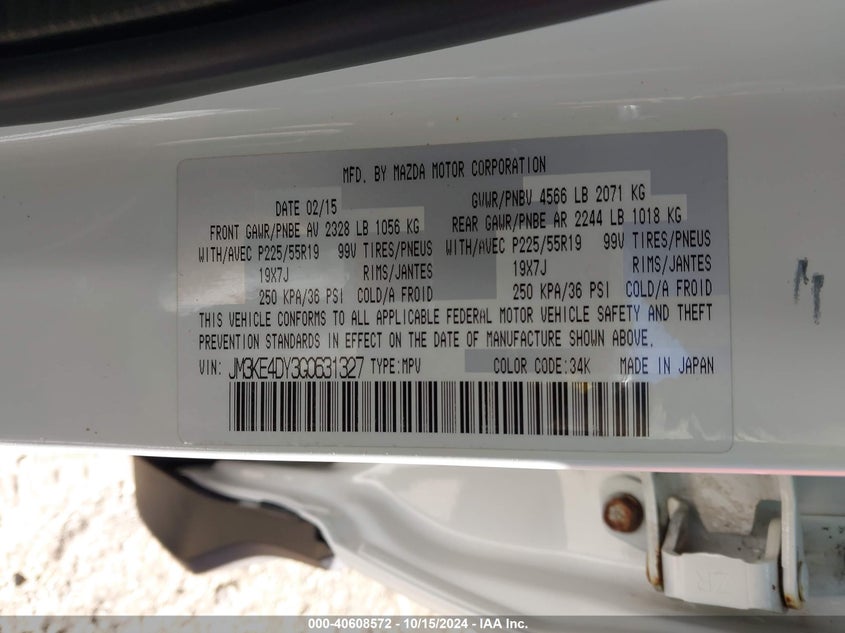 MFD. BY MAZDA MOTOR CORPORATION
DATE 02/15 GVWR/PNBV 4566 LB 2071 KG
FRONT GAWR/PNBE AV 2328 LB 1056 KG REAR GAWR/PNBE AR 2244 LB 1018 KG
WITH/AVEC P225/55R19 99V TIRES/PNEUS WITH/AVEC P225/55R19 99V TIRES/PNEUS
19X7J RIMS/JANTES 19X7J RIMS/JANTES
250 KPA/36 PSI COLD/A FROID 250 KPA/36 PSI COLD/A FROID
THIS VEHICLE CONFORMS TO ALL APPLICABLE FEDERAL MOTOR VEHICLE SAFETY AND THEFT
PREVENTION STANDARDS IN EFFECT ON THE DATE OF MANUFACTURE SHOWN ABOVE.
VIN: JM3KE4DY3G0631327 TYPE:MPV COLOR CODE:34K MADE IN JAPAN
ZR
000-40608572 - 10/15/2024 - IAA Inc.